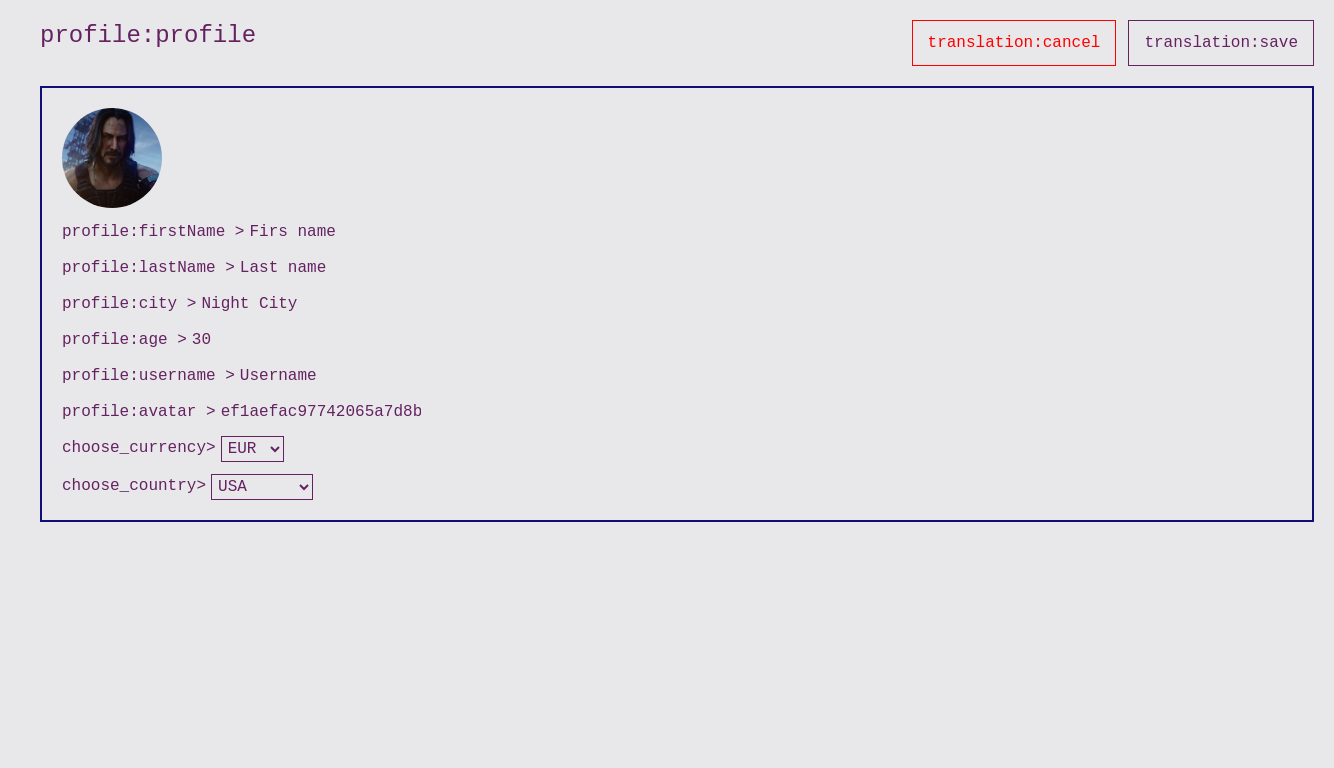 profile:profile
translation:cancel
translation:save
profile:firstName > Firs name
profile:lastName > Last name
profile:city > Night City
profile:age > 30
profile:username > Username
profile:avatar > ef1aefac97742065a7d8b
choose_currency> EUR
choose_country> USA